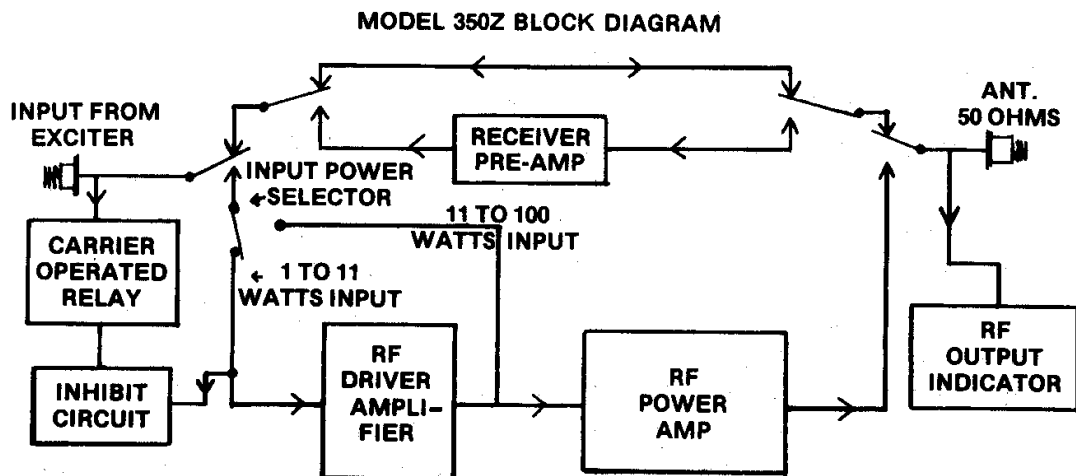 MODEL 350Z BLOCK DIAGRAM
INPUT FROM
EXCITER
ANT.
50 OHMS
RECEIVER
PRE-AMP
INPUT POWER
SELECTOR
11 TO 100
WATTS INPUT
CARRIER
OPERATED
RELAY
1 TO 11
WATTS INPUT
INHIBIT
CIRCUIT
RF
DRIVER
AMPLI-
FIER
RF
POWER
AMP
RF
OUTPUT
INDICATOR